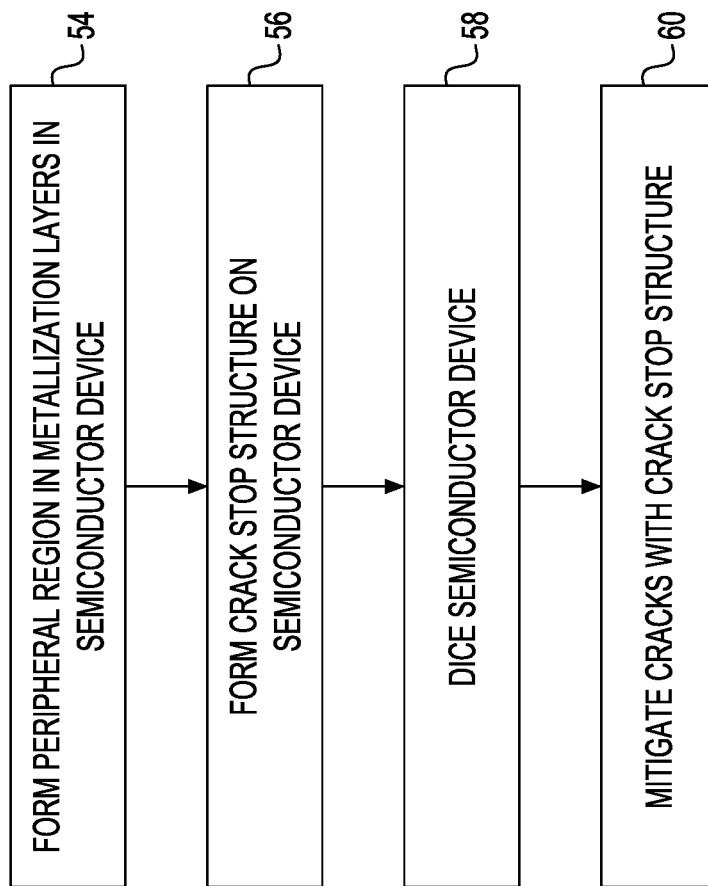 FORM PERIPHERAL REGION IN METALLIZATION LAYERS IN
SEMICONDUCTOR DEVICE
54
FORM CRACK STOP STRUCTURE ON
SEMICONDUCTOR DEVICE
56
DICE SEMICONDUCTOR DEVICE
58
MITIGATE CRACKS WITH CRACK STOP STRUCTURE
60